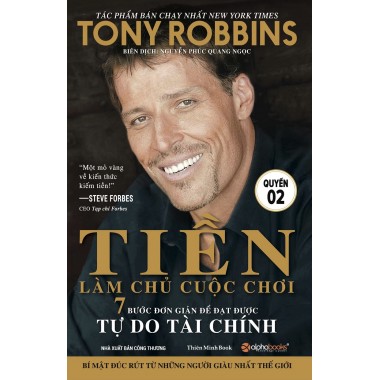 TÁC PHẨM BÁN CHẠY NHẤT NEW YORK TIMES
TONY ROBBINS
BIÊN DỊCH: NGUYỄN PHÚC QUANG NGỌC
“Một mỏ vàng
về kiến thức
kiếm tiền!”
—STEVE FORBES
CEO Tạp chí Forbes
QUYỂN
02
TIỀN
LÀM CHỦ CUỘC CHƠI
7 BƯỚC ĐƠN GIẢN ĐỂ ĐẠT ĐƯỢC
TỰ DO TÀI CHÍNH
NHÀ XUẤT BẢN CÔNG THƯƠNG
Thiên Minh Book
alphabooks
BÍ MẬT ĐÚC RÚT TỪ NHỮNG NGƯỜI GIÀU NHẤT THẾ GIỚI